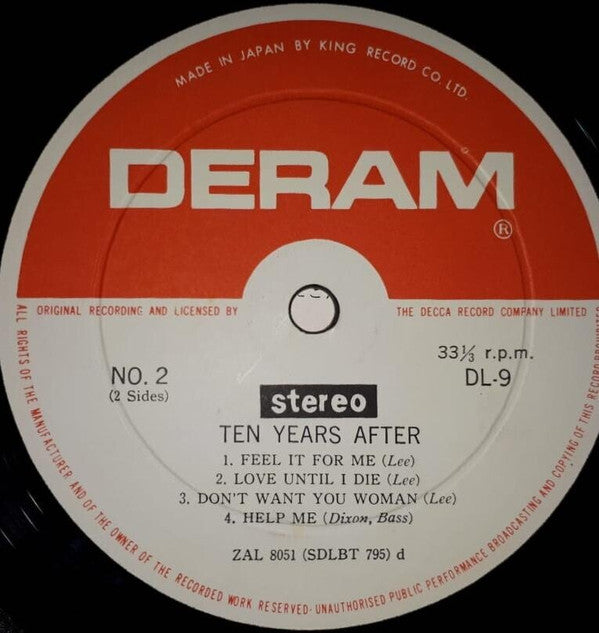 MADE IN JAPAN BY KING RECORD CO. LTD.
DERAM
®
ORIGINAL RECORDING AND LICENSED BY THE DECCA RECORD COMPANY LIMITED
33⅓ r.p.m.
NO. 2
DL-9
(2 Sides)
stereo
TEN YEARS AFTER
1. FEEL IT FOR ME (Lee)
2. LOVE UNTIL I DIE (Lee)
3. DON'T WANT YOU WOMAN (Lee)
4. HELP ME (Dixon, Bass)
ZAL 8051 (SDLBT 795) d
ALL RIGHTS OF THE MANUFACTURER AND OF THE OWNER OF THE RECORDED WORK RESERVED·UNAUTHORISED PUBLIC PERFORMANCE BROADCASTING AND COPYING OF THIS RECORD PROHIBITED